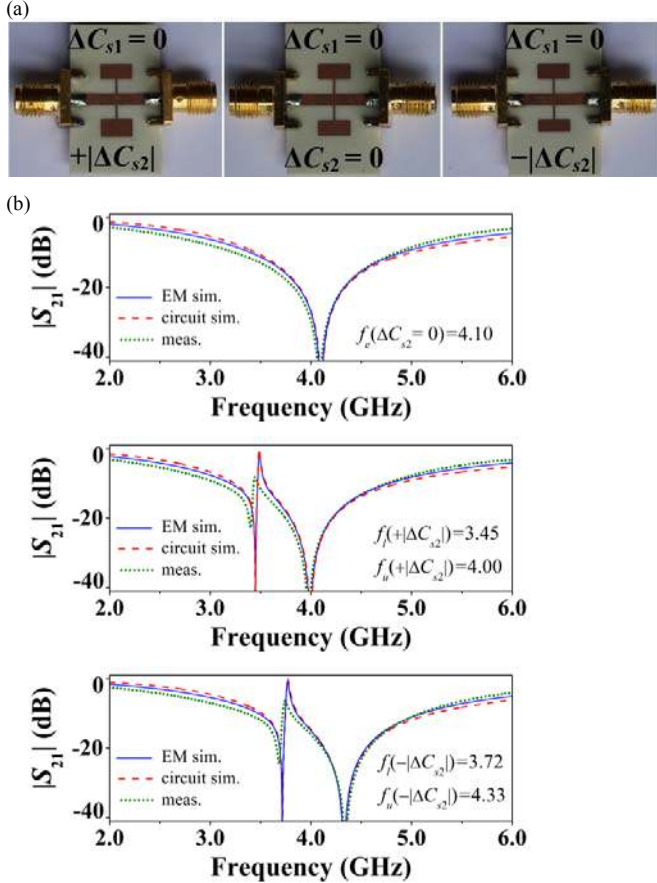 (a)
ΔCs1 = 0 ΔCs1 = 0 ΔCs1 = 0
+|ΔCs2| ΔCs2 = 0 −|ΔCs2|
(b)
0
-20
-40
|S21| (dB)
EM sim.
circuit sim.
meas.
fe(ΔCs2 = 0)=4.10
2.0 3.0 4.0 5.0 6.0
Frequency (GHz)
0
-20
-40
|S21| (dB)
EM sim.
circuit sim.
meas.
fl(+|ΔCs2|)=3.45
fu(+|ΔCs2|)=4.00
2.0 3.0 4.0 5.0 6.0
Frequency (GHz)
0
-20
-40
|S21| (dB)
EM sim.
circuit sim.
meas.
fl(−|ΔCs2|)=3.72
fu(−|ΔCs2|)=4.33
2.0 3.0 4.0 5.0 6.0
Frequency (GHz)